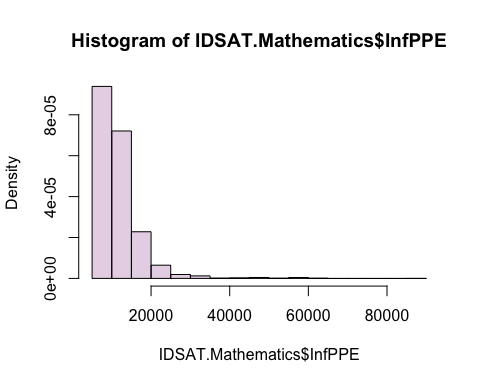 Histogram of IDSAT.Mathematics$InfPPE
Density
8e-05
4e-05
0e+00
20000 40000 60000 80000
IDSAT.Mathematics$InfPPE